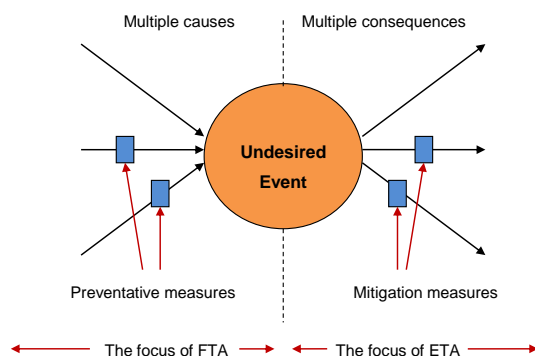 Multiple causes
Multiple consequences
Undesired
Event
Preventative measures
Mitigation measures
The focus of FTA
The focus of ETA